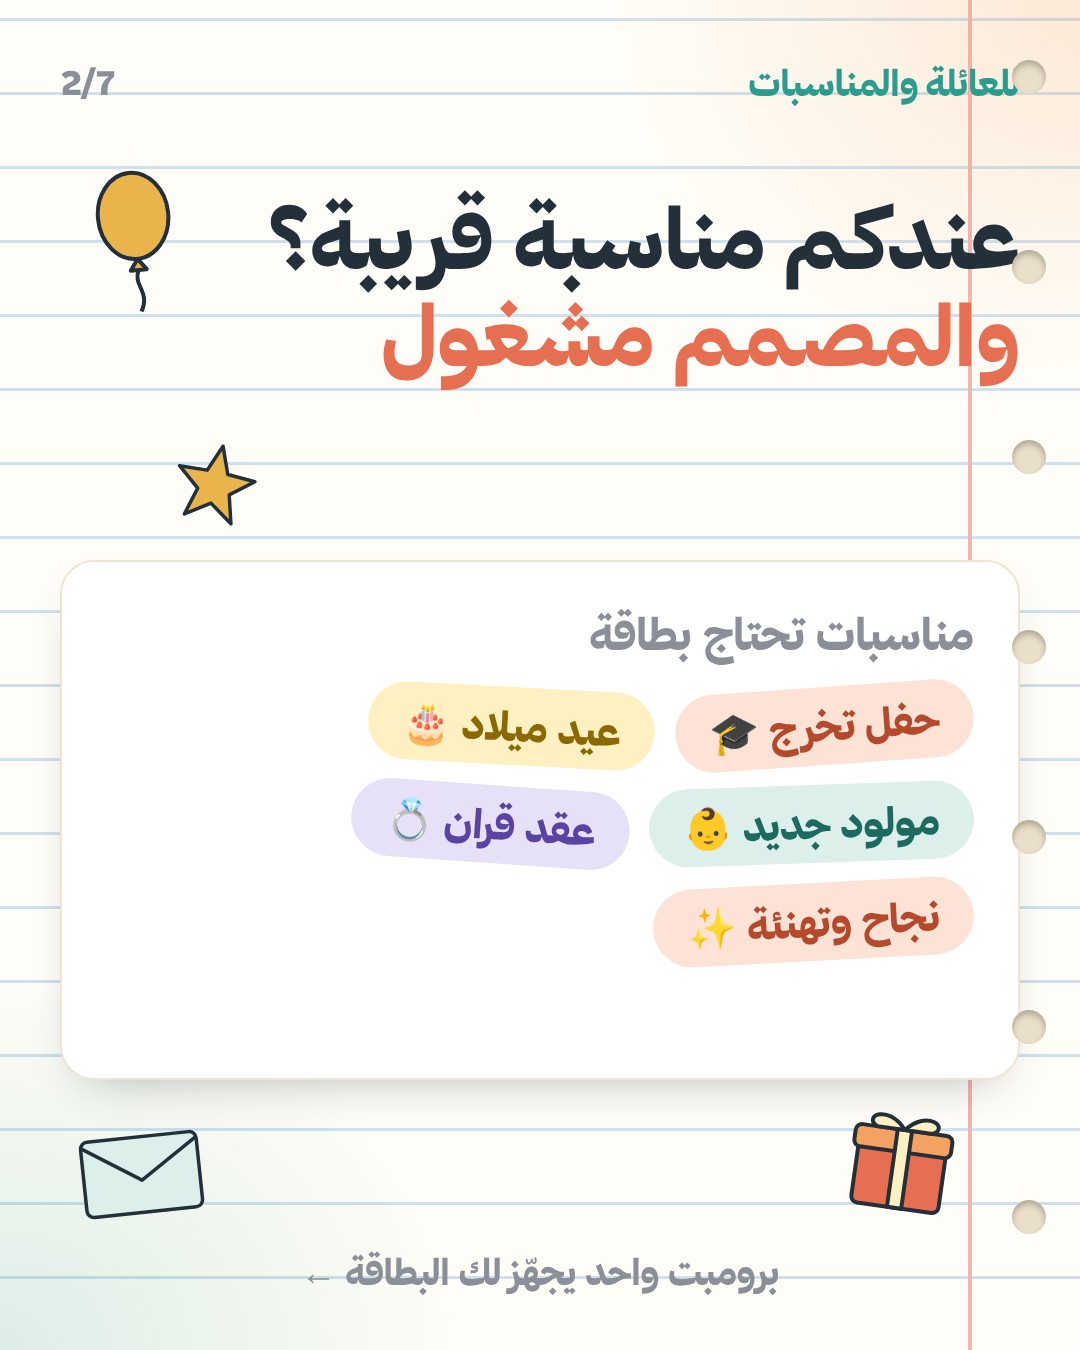 للعائلة والمناسبات
2/7
عندكم مناسبة قريبة؟
والمصمم مشغول
مناسبات تحتاج بطاقة
حفل تخرج 🎓
عيد ميلاد 🎂
مولود جديد 👶
عقد قران 💍
نجاح وتهنئة ✨
برومبت واحد يجهّز لك البطاقة ←